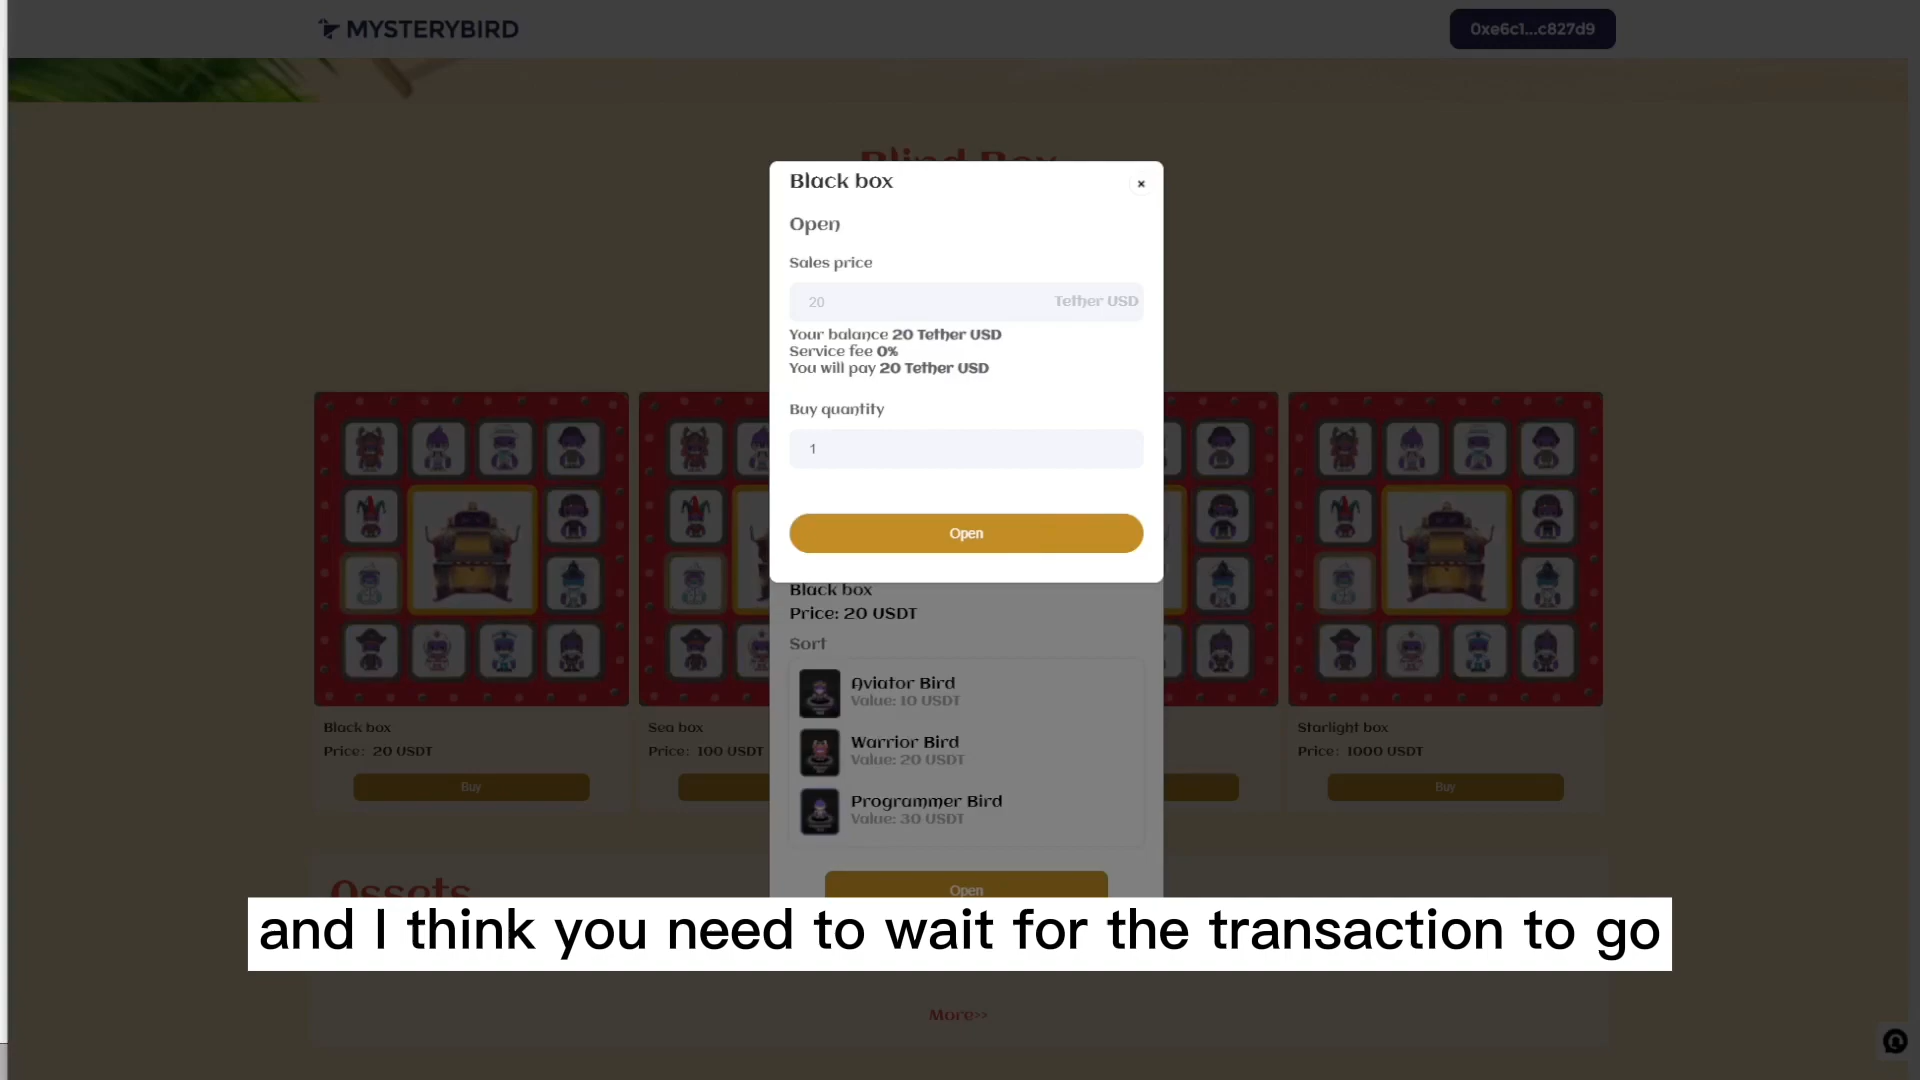 MYSTERYBIRD
0xe6c1...c827d9
Blind Box
Black box
×
Open
Sales price
20 Tether USD
Your balance 20 Tether USD
Service fee 0%
You will pay 20 Tether USD
Buy quantity
1
Open
Black box
Price: 20 USDT
Sort
Aviator Bird
Value: 10 USDT
Warrior Bird
Value: 20 USDT
Programmer Bird
Value: 30 USDT
Open
Black box
Price: 20 USDT
Buy
Sea box
Price: 100 USDT
Starlight box
Price: 1000 USDT
Buy
Assets
and I think you need to wait for the transaction to go
More>>